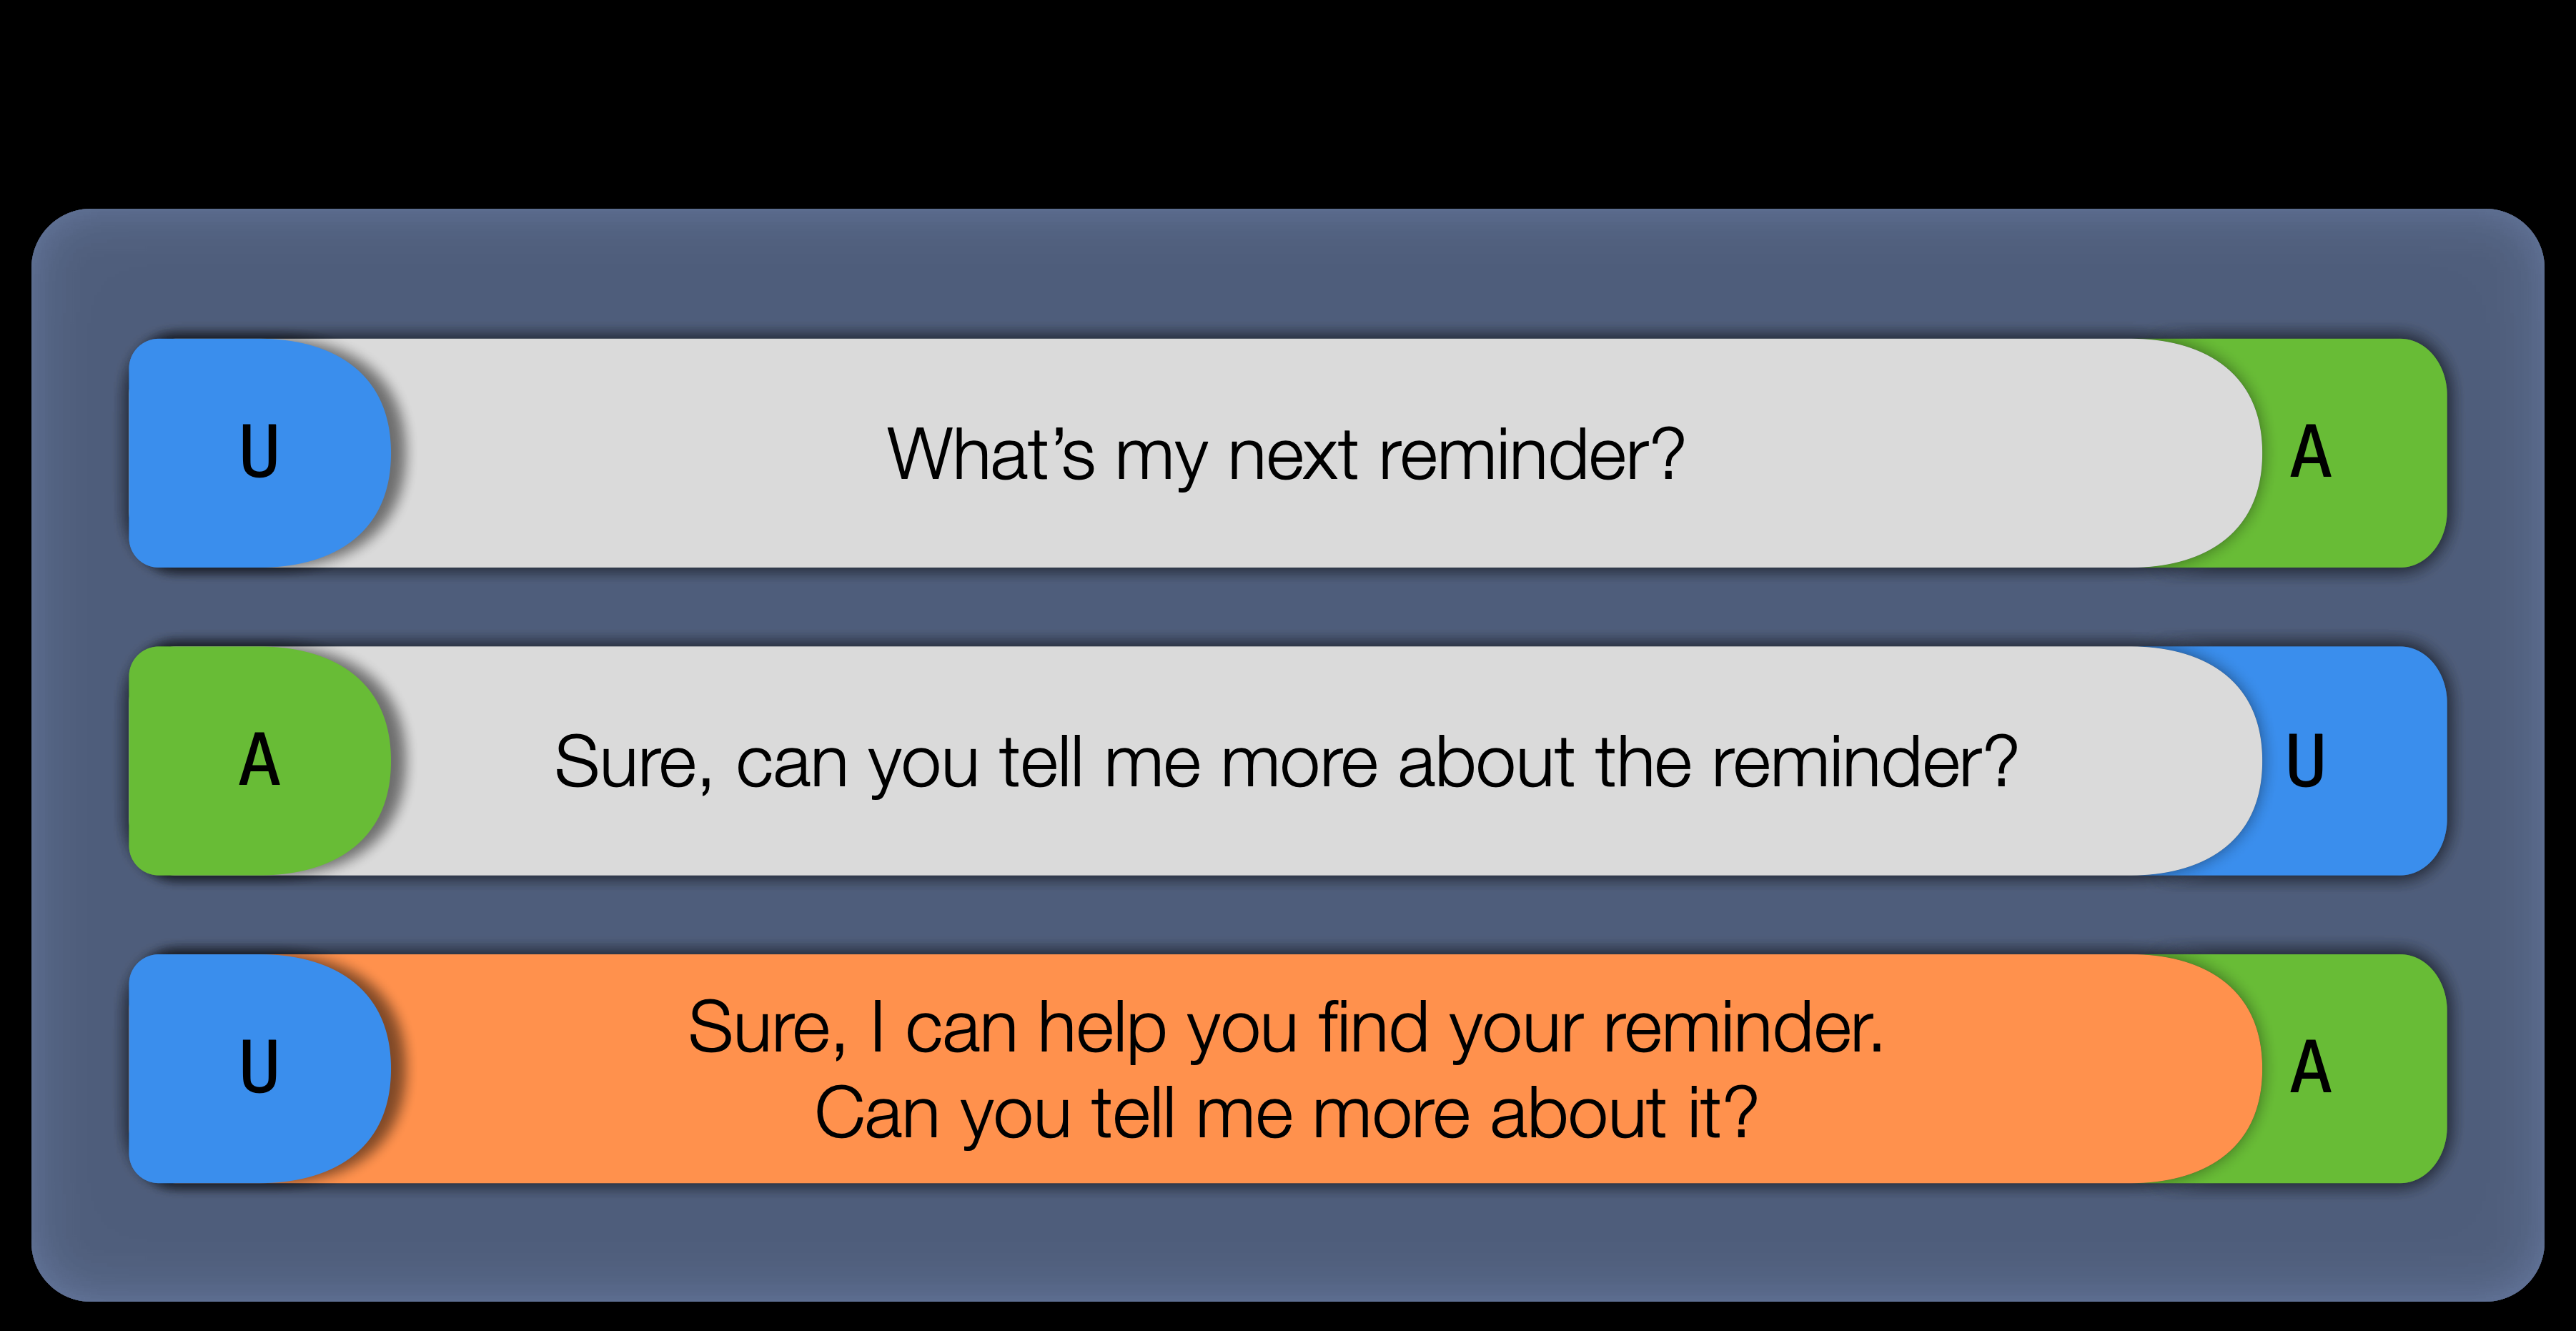 U What’s my next reminder? A
A Sure, can you tell me more about the reminder? U
U Sure, I can help you find your reminder. A
Can you tell me more about it?